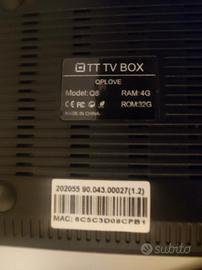 TT TV BOX
QPLOVE
Model: Q8
RAM: 4G
ROM:32G
MADE IN CHINA.
202055 90.043.00027(1.2)
MAC: 6C5C3D08CPB1
subito